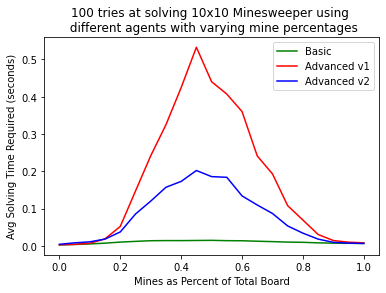 100 tries at solving 10x10 Minesweeper using
different agents with varying mine percentages
Avg Solving Time Required (seconds)
0.5
0.4
0.3
0.2
0.1
0.0
Basic
Advanced v1
Advanced v2
0.0 0.2 0.4 0.6 0.8 1.0
Mines as Percent of Total Board